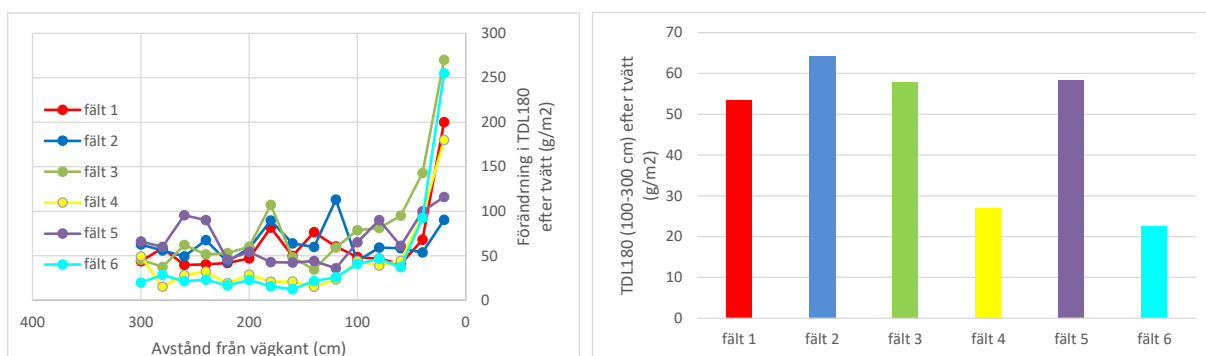 300
250
200
150
100
50
0
400
300
200
100
0
fält 1
fält 2
fält 3
fält 4
fält 5
fält 6
Avstånd från vägkant (cm)
Förändrning i TDL180
efter tvätt (g/m2)
70
60
50
40
30
20
10
0
TDL180 (100-300 cm) efter tvätt
(g/m2)
fält 1
fält 2
fält 3
fält 4
fält 5
fält 6